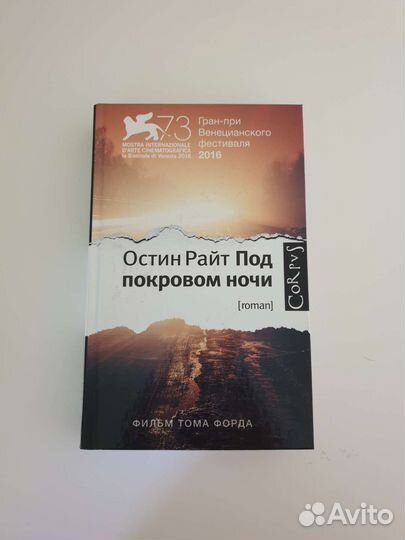 73
MOSTRA INTERNAZIONALE
D'ARTE CINEMATOGRAFICA
la Biennale di Venezia 2016
Гран-при
Венецианского
фестиваля
2016
Остин Райт Под
покровом ночи
[roman]
CORPVS
ФИЛЬМ ТОМА ФОРДА
Avito